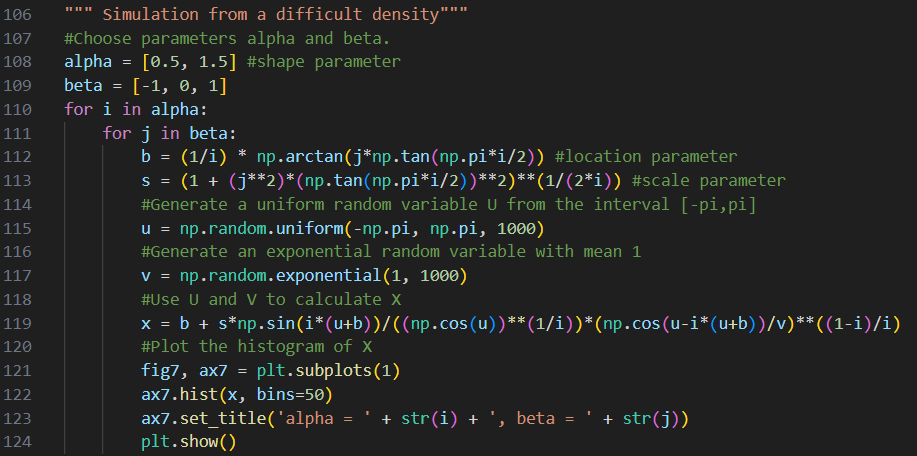 106 """ Simulation from a difficult density"""
107 #Choose parameters alpha and beta.
108 alpha = [0.5, 1.5] #shape parameter
109 beta = [-1, 0, 1]
110 for i in alpha:
111     for j in beta:
112         b = (1/i) * np.arctan(j*np.tan(np.pi*i/2)) #location parameter
113         s = (1 + (j**2)*(np.tan(np.pi*i/2))**2)**(1/(2*i)) #scale parameter
114         #Generate a uniform random variable U from the interval [-pi,pi]
115         u = np.random.uniform(-np.pi, np.pi, 1000)
116         #Generate an exponential random variable with mean 1
117         v = np.random.exponential(1, 1000)
118         #Use U and V to calculate X
119         x = b + s*np.sin(i*(u+b))/((np.cos(u))**(1/i))*(np.cos(u-i*(u+b))/v)**((1-i)/i)
120         #Plot the histogram of X
121         fig7, ax7 = plt.subplots(1)
122         ax7.hist(x, bins=50)
123         ax7.set_title('alpha = ' + str(i) + ', beta = ' + str(j))
124         plt.show()